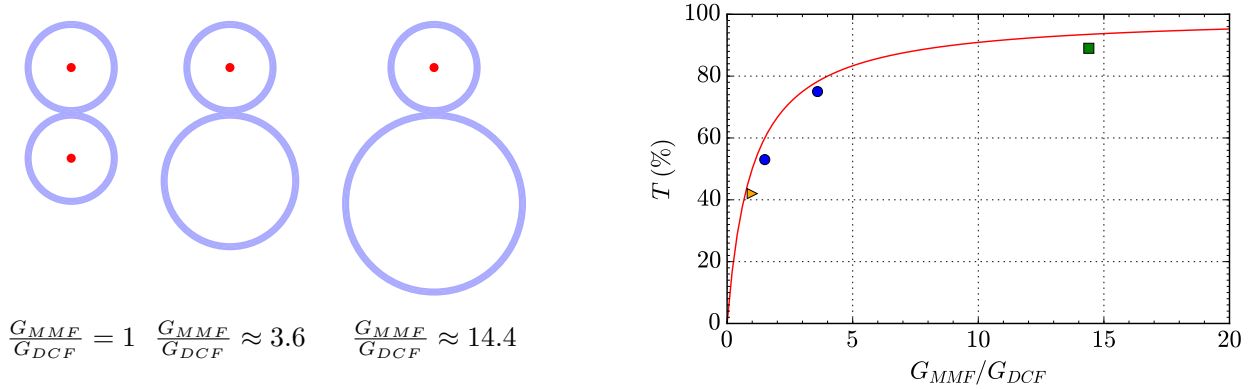 G_MMF/G_DCF = 1
G_MMF/G_DCF ≈ 3.6
G_MMF/G_DCF ≈ 14.4
T (%)
100
80
60
40
20
0
0 5 10 15 20
G_MMF/G_DCF